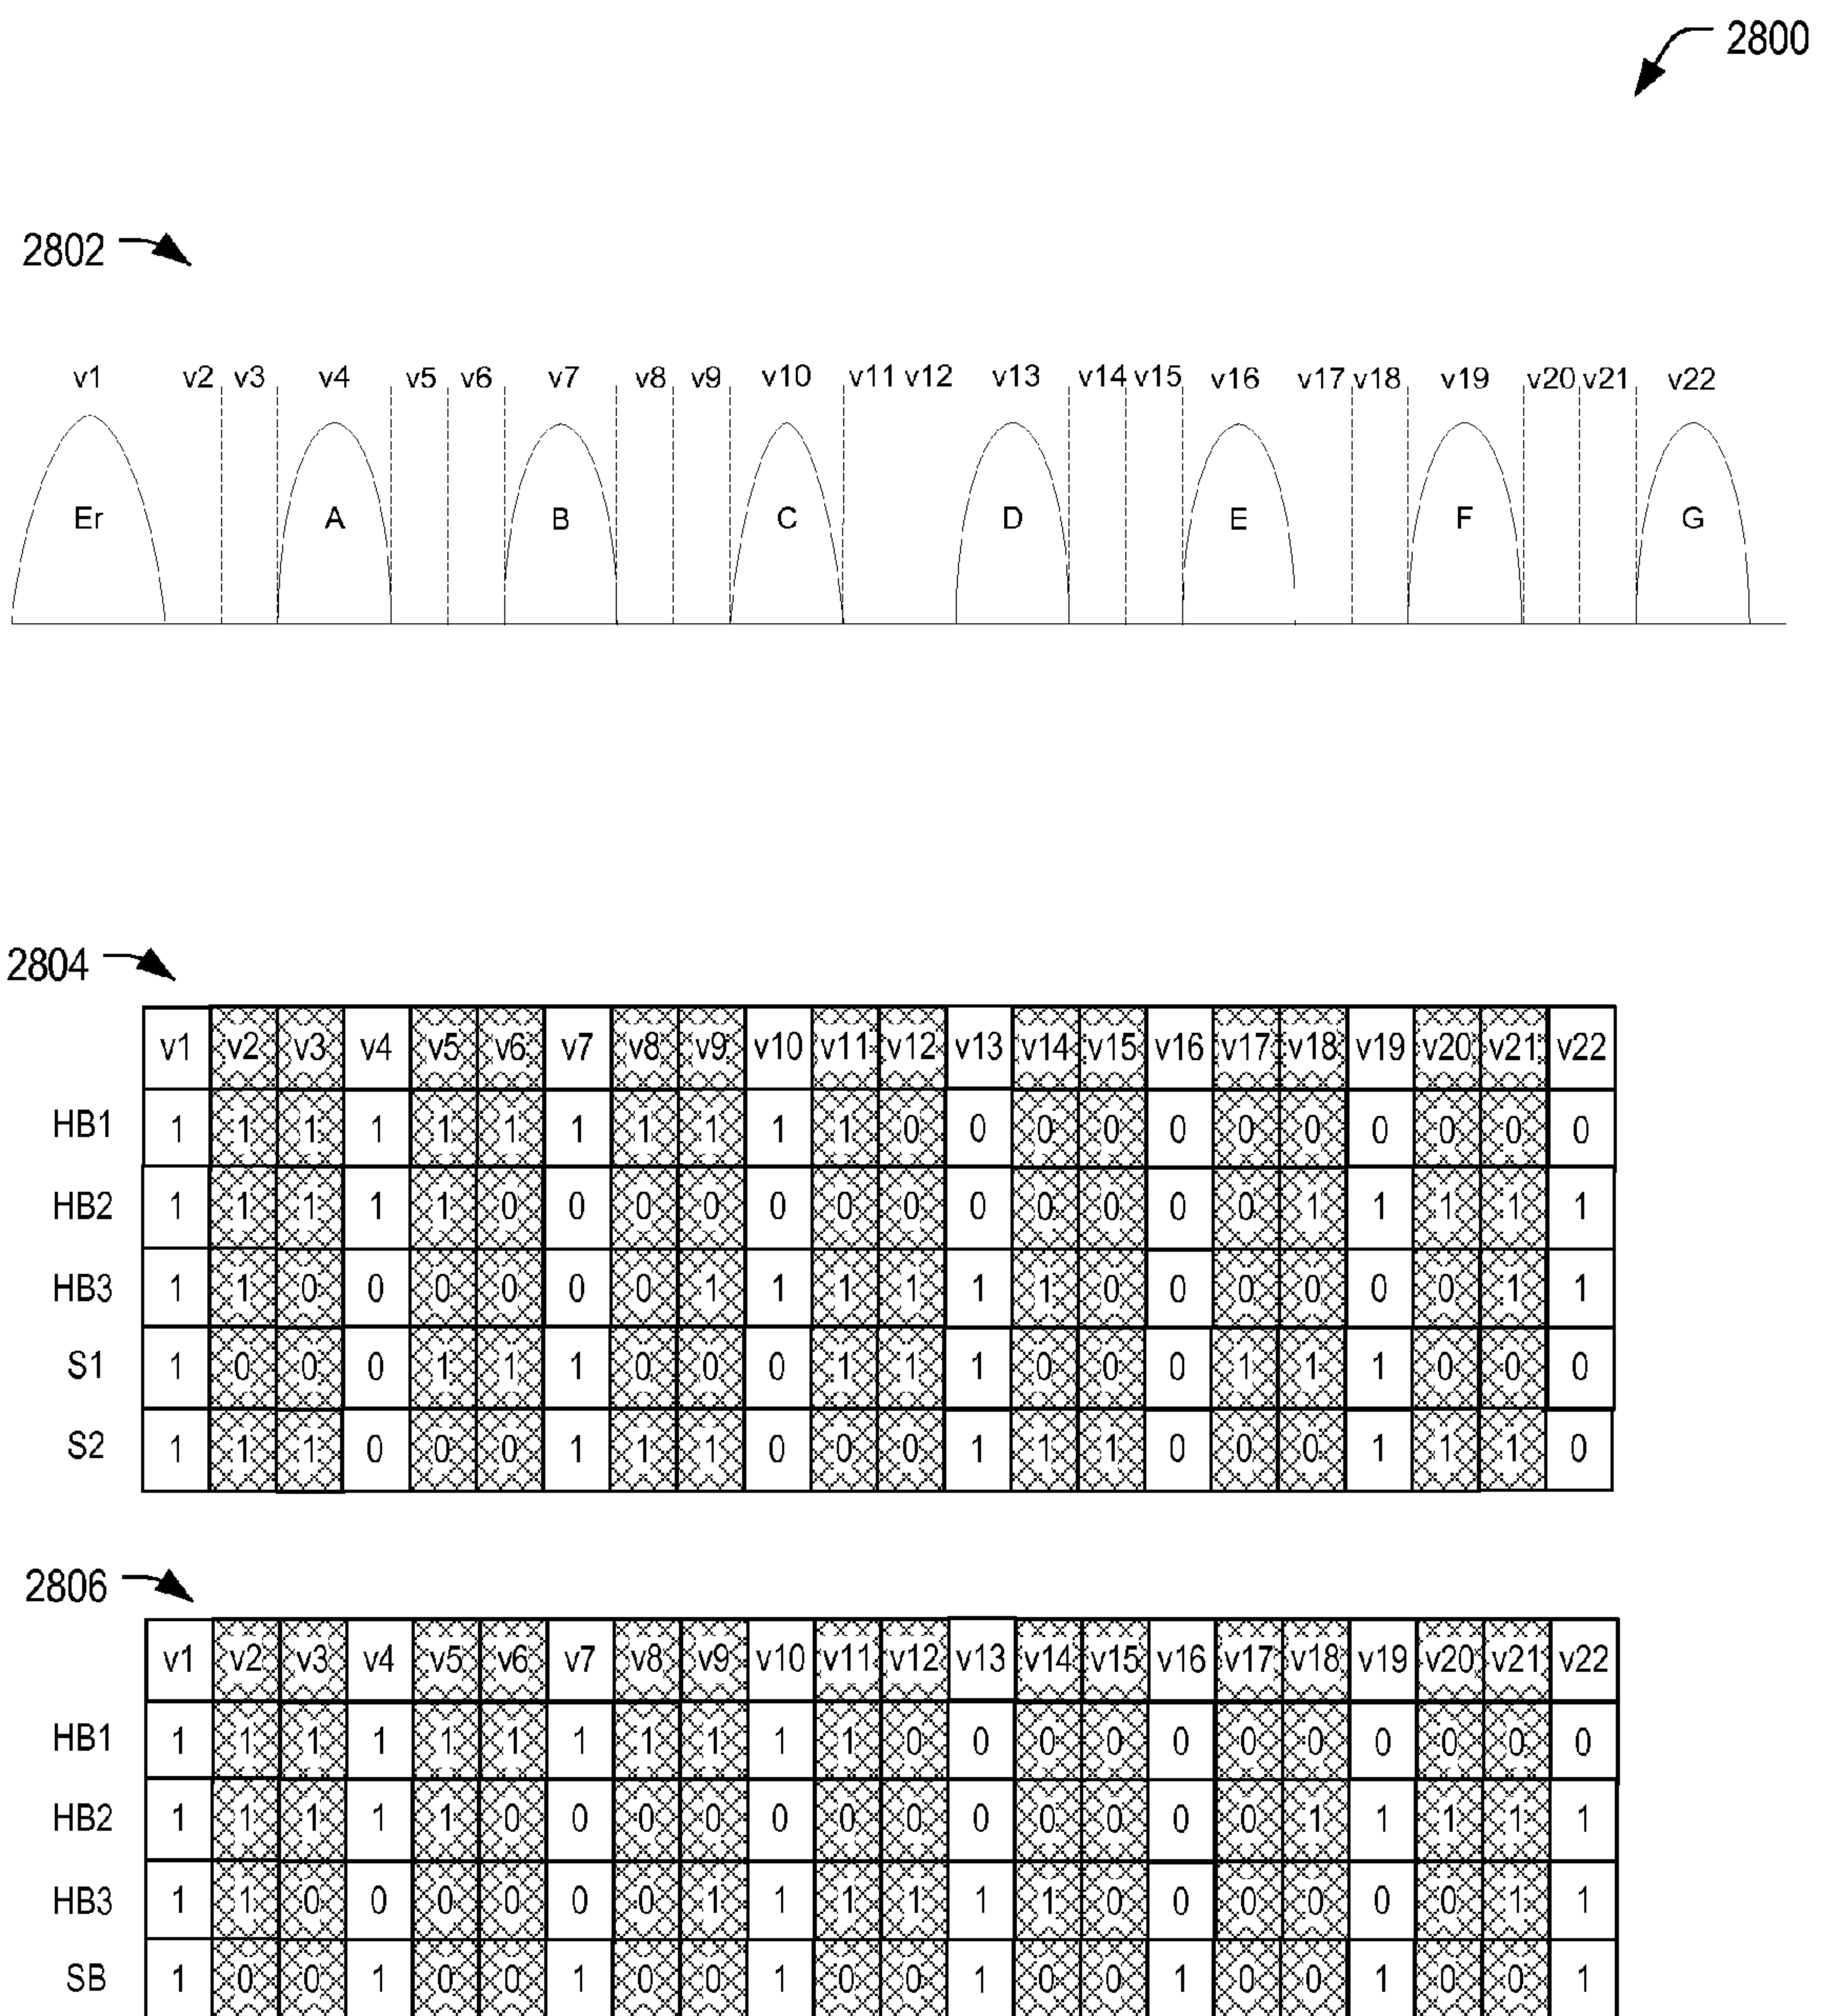 2800
2802
v1 v2 v3 v4 v5 v6 v7 v8 v9 v10 v11 v12 v13 v14 v15 v16 v17 v18 v19 v20 v21 v22
Er A B C D E F G
2804
v1 v2 v3 v4 v5 v6 v7 v8 v9 v10 v11 v12 v13 v14 v15 v16 v17 v18 v19 v20 v21 v22
HB1 1 1 1 1 1 1 1 1 1 1 1 0 0 0 0 0 0 0 0 0 0 0
HB2 1 1 1 1 1 0 0 0 0 0 0 0 0 0 0 0 0 1 1 1 1 1
HB3 1 1 0 0 0 0 0 0 1 1 1 1 1 1 0 0 0 0 0 0 1 1
S1 1 0 0 0 1 1 1 0 0 0 1 1 1 0 0 0 1 1 1 0 0 0
S2 1 1 1 0 0 0 1 1 1 0 0 0 1 1 1 0 0 0 1 1 1 0
2806
v1 v2 v3 v4 v5 v6 v7 v8 v9 v10 v11 v12 v13 v14 v15 v16 v17 v18 v19 v20 v21 v22
HB1 1 1 1 1 1 1 1 1 1 1 1 0 0 0 0 0 0 0 0 0 0 0
HB2 1 1 1 1 1 0 0 0 0 0 0 0 0 0 0 0 0 1 1 1 1 1
HB3 1 1 0 0 0 0 0 0 1 1 1 1 1 1 0 0 0 0 0 0 1 1
SB 1 0 0 1 0 0 1 0 0 1 0 0 1 0 0 1 0 0 1 0 0 1